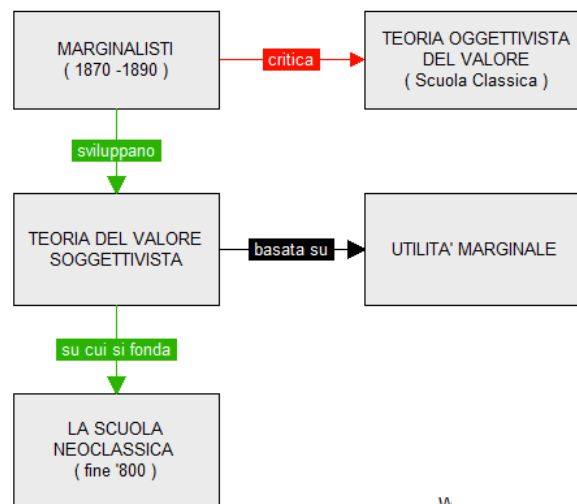 MARGINALISTI
( 1870 -1890 )
critica
TEORIA OGGETTIVISTA
DEL VALORE
( Scuola Classica )
sviluppano
TEORIA DEL VALORE
SOGGETTIVISTA
basata su
UTILITA' MARGINALE
su cui si fonda
LA SCUOLA
NEOCLASSICA
( fine '800 )